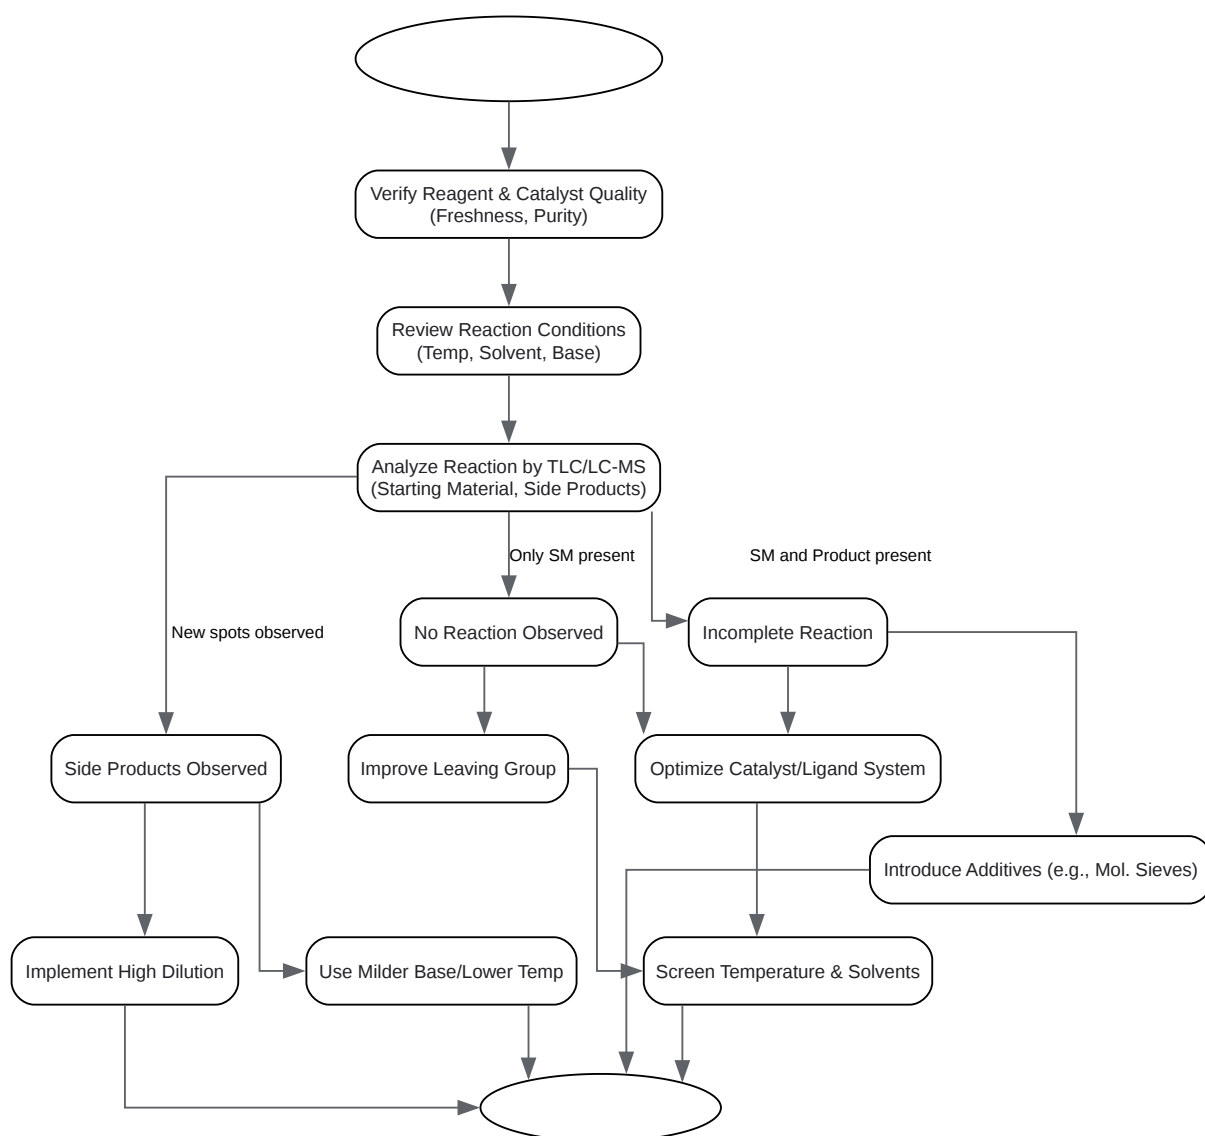 Verify Reagent & Catalyst Quality
(Freshness, Purity)
Review Reaction Conditions
(Temp, Solvent, Base)
Analyze Reaction by TLC/LC-MS
(Starting Material, Side Products)
Only SM present
SM and Product present
New spots observed
No Reaction Observed
Incomplete Reaction
Side Products Observed
Improve Leaving Group
Optimize Catalyst/Ligand System
Introduce Additives (e.g., Mol. Sieves)
Implement High Dilution
Use Milder Base/Lower Temp
Screen Temperature & Solvents